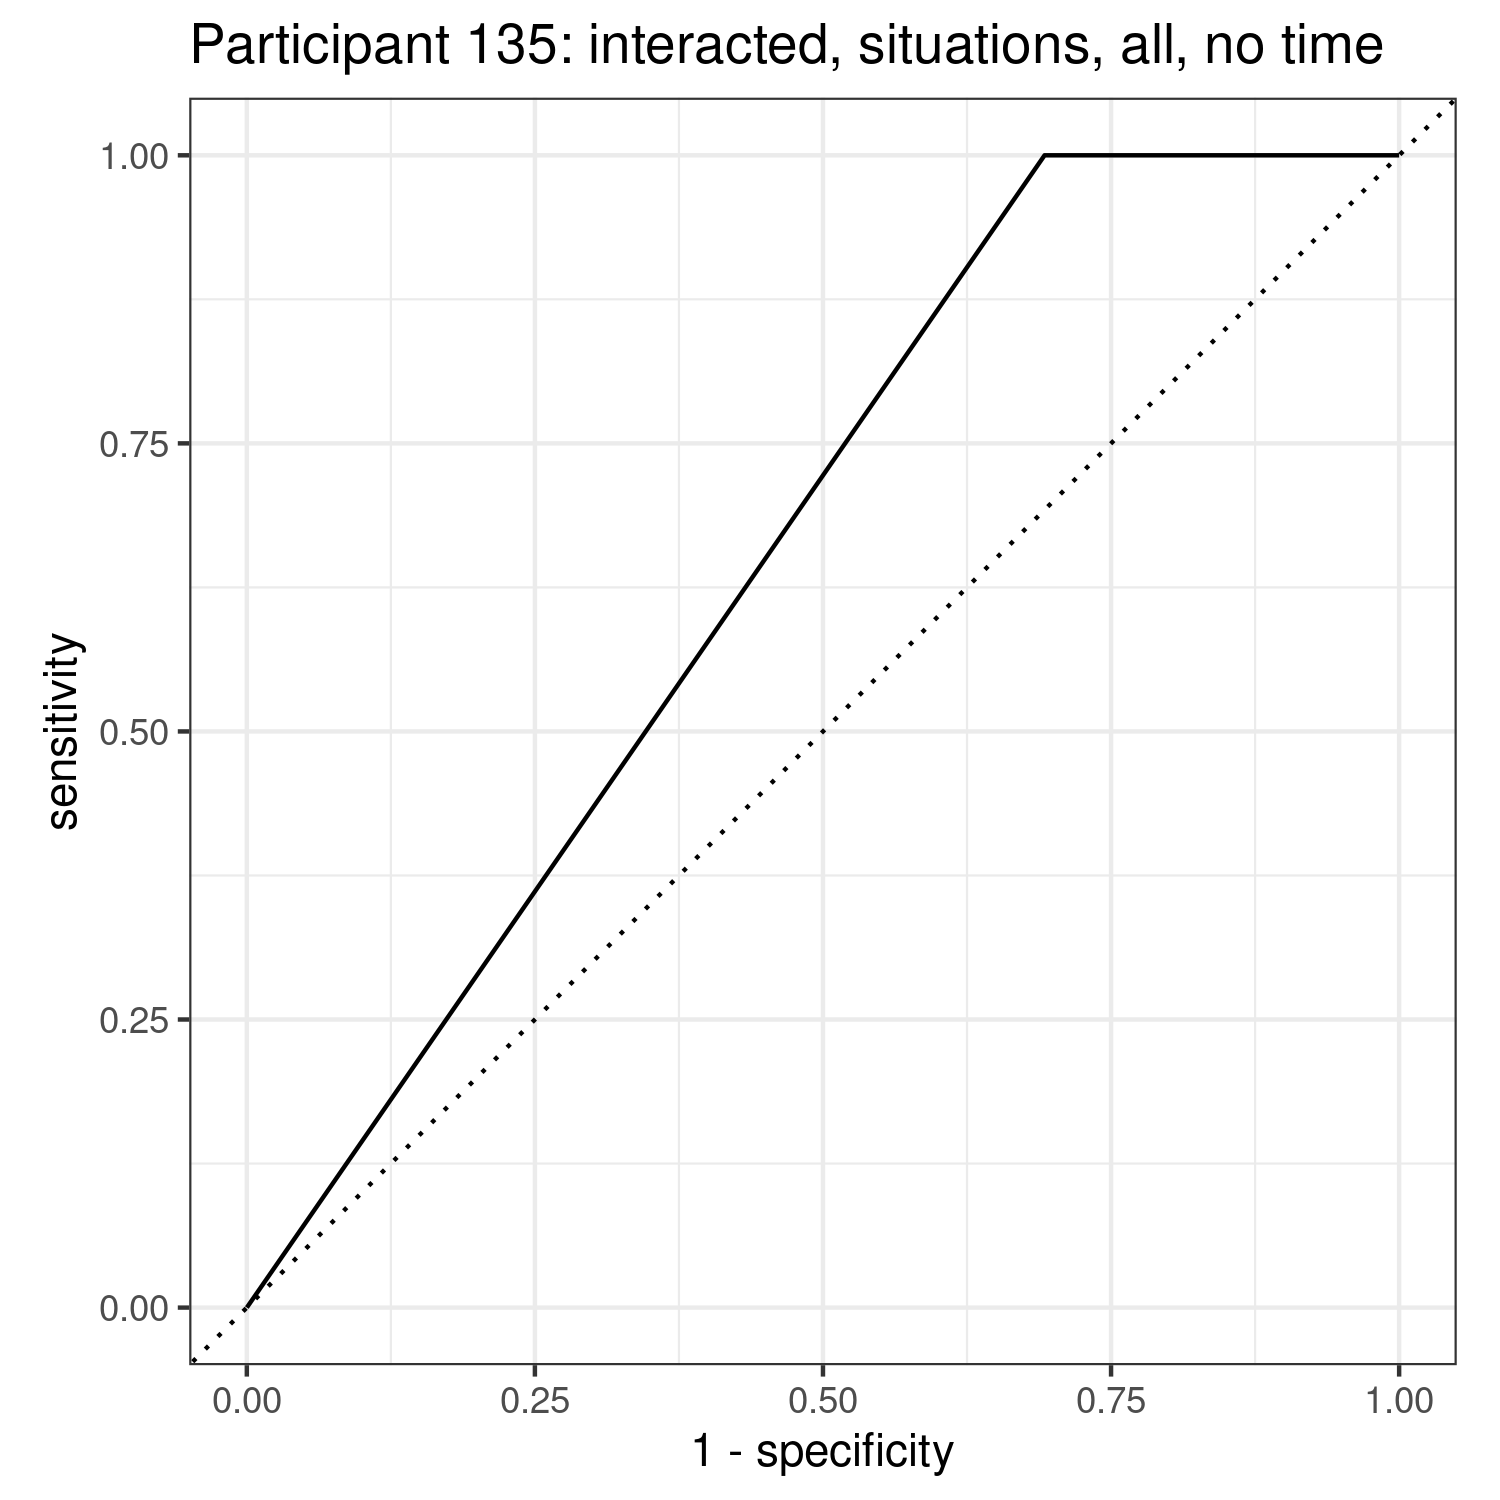 Participant 135: interacted, situations, all, no time
1.00
0.75
0.50
0.25
0.00
sensitivity
0.00 0.25 0.50 0.75 1.00
1 - specificity